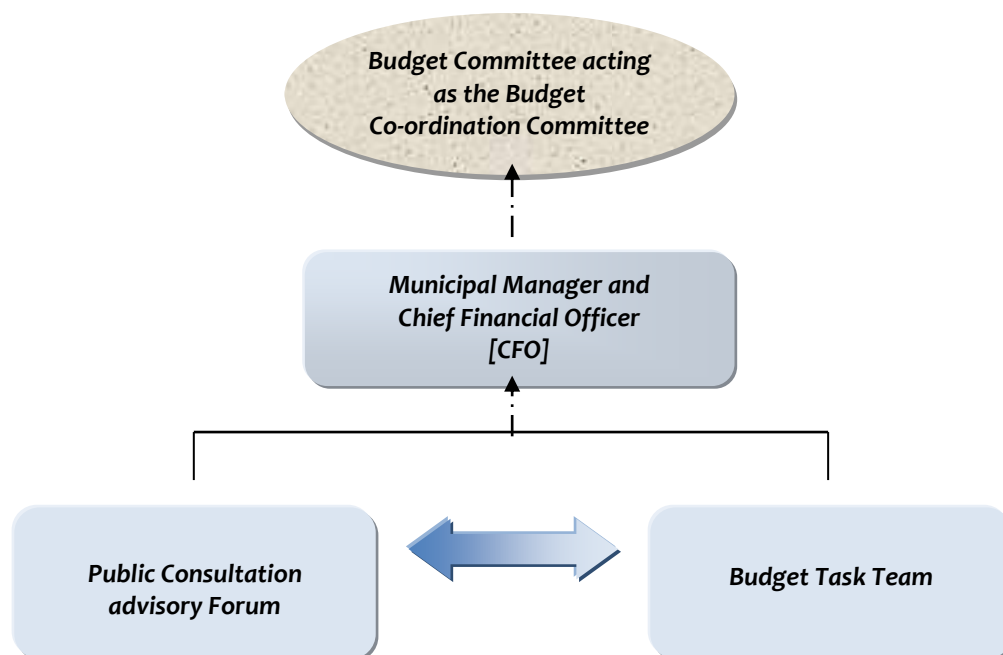 Budget Committee acting
as the Budget
Co-ordination Committee
Municipal Manager and
Chief Financial Officer
[CFO]
Public Consultation
advisory Forum
Budget Task Team